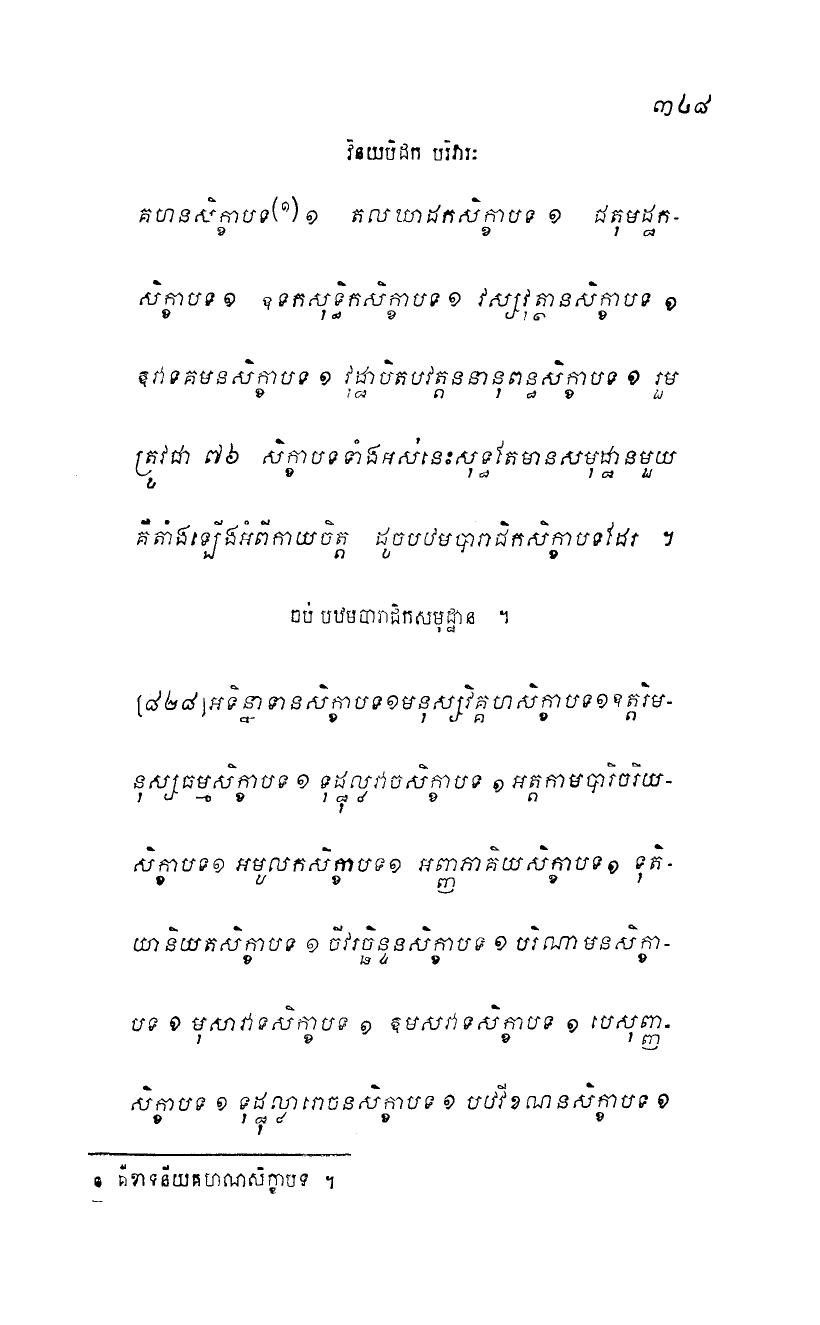 ៣៤៨
វិនយបិដក បរិវារៈ
គហនសិក្ខាបទ(១) ១ តលឃាដកសិក្ខាបទ ១ ជតុមដ្ឋក-
សិក្ខាបទ ១ ឧទកសុទ្ធិកសិក្ខាបទ ១ វស្សវុត្ថានសិក្ខាបទ ១
ឱវាទគមនសិក្ខាបទ ១ វុដ្ឋាបិតបវត្តននានុពន្ធសិក្ខាបទ ១ រួម
ត្រូវជា ៧៦ សិក្ខាបទទាំងអស់នេះសុទ្ធតែមានសមុដ្ឋានមួយ
គឺតាំងឡើងអំពីកាយចិត្ត ដូចបឋមបារាជិកសិក្ខាបទដែរ ។
ចប់ បឋមបារាជិកសមុដ្ឋាន ។
[៨២៨] អទិន្នាទានសិក្ខាបទ១មនុស្សវិគ្គហសិក្ខាបទ១ឧត្តរិម-
នុស្សធម្មសិក្ខាបទ ១ ទុដ្ឋុល្លវាចសិក្ខាបទ ១ អត្តកាមបារិចរិយ-
សិក្ខាបទ១ អមូលកសិក្ខាបទ១ អញ្ញភាគិយសិក្ខាបទ១ ទុតិ-
យានិយតសិក្ខាបទ ១ ចីវរច្ឆិន្ទនសិក្ខាបទ ១ បរិណាមនសិក្ខា-
បទ ១ មុសាវាទសិក្ខាបទ ១ ឱមសវាទសិក្ខាបទ ១ បេសុញ្ញ-
សិក្ខាបទ ១ ទុដ្ឋុល្លារោចនសិក្ខាបទ ១ បឋវីខណនសិក្ខាបទ ១
១ គឺខាទនីយគហណសិក្ខាបទ ។